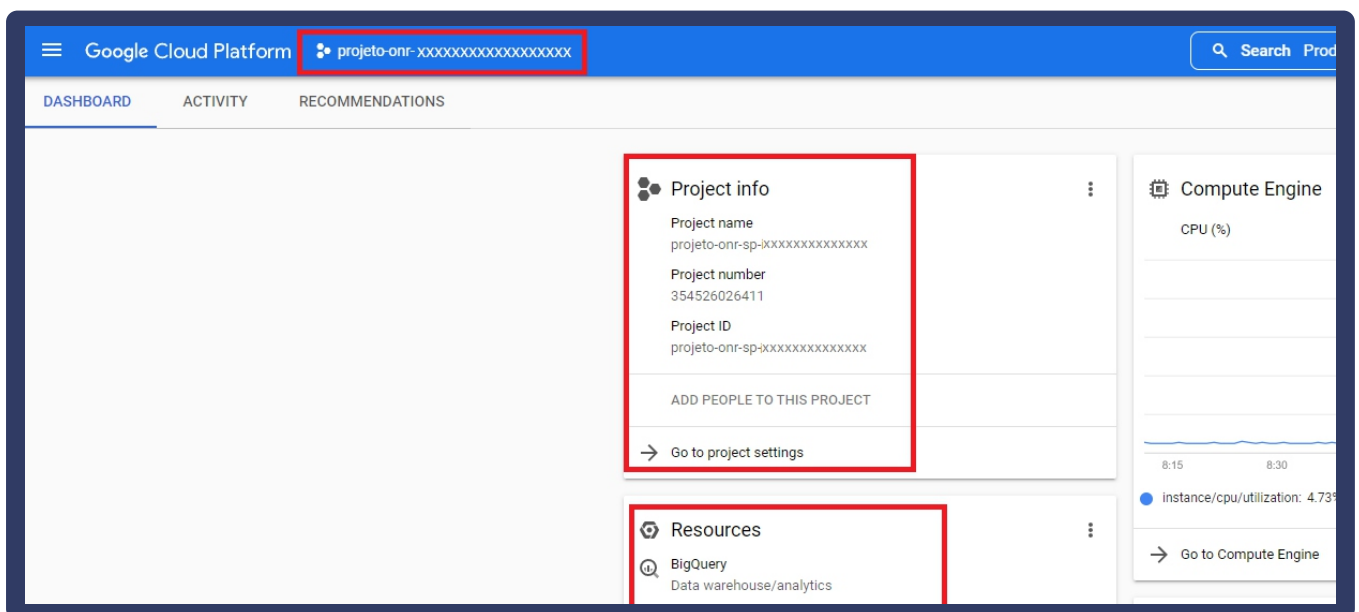 Google Cloud Platform
projeto-onr-xxxxxxxxxxxxxxxxxx
Search Prod
DASHBOARD ACTIVITY RECOMMENDATIONS
Project info
Project name
projeto-onr-sp-xxxxxxxxxxxxxx
Project number
354526026411
Project ID
projeto-onr-sp-xxxxxxxxxxxxxx
ADD PEOPLE TO THIS PROJECT
Go to project settings
Resources
BigQuery
Data warehouse/analytics
Compute Engine
CPU (%)
8:15 8:30
instance/cpu/utilization: 4.73%
Go to Compute Engine